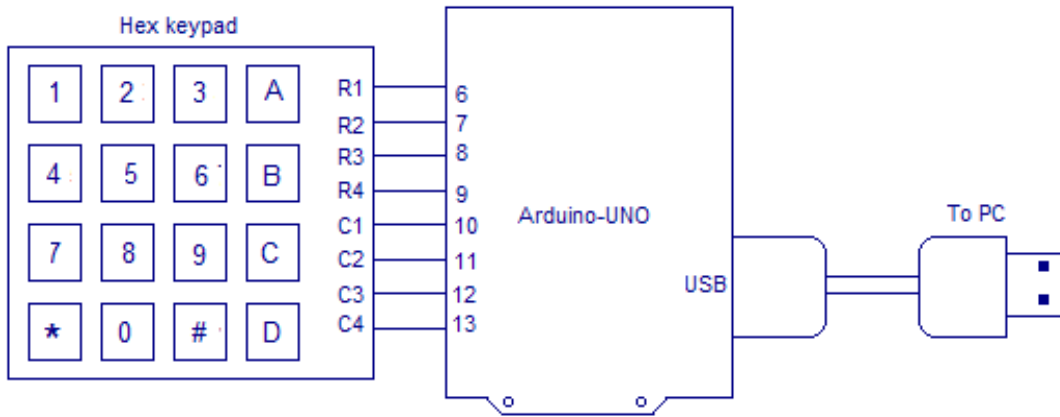 Hex keypad
1 2 3 A
4 5 6 B
7 8 9 C
* 0 # D
R1
R2
R3
R4
C1
C2
C3
C4
6
7
8
9
10
11
12
13
Arduino-UNO
USB
To PC